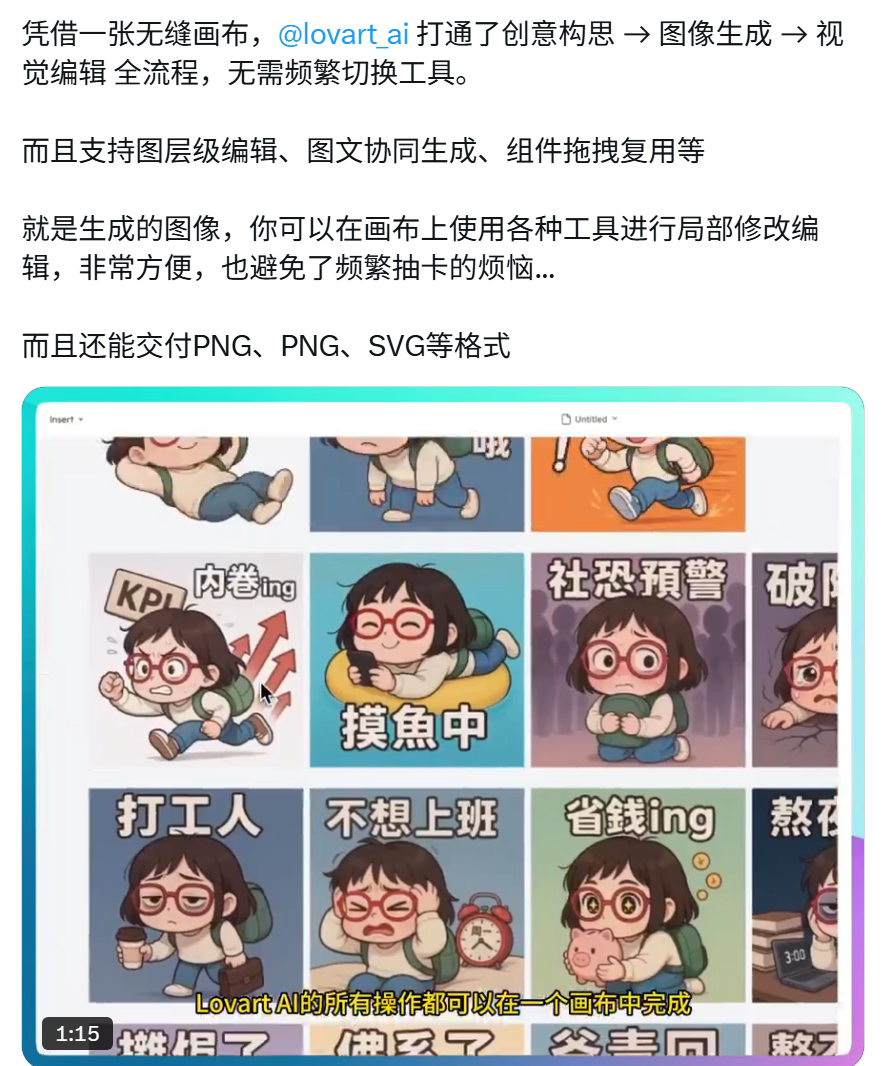 凭借一张无缝画布，@lovart_ai 打通了创意构思 → 图像生成 → 视
觉编辑 全流程，无需频繁切换工具。
而且支持图层级编辑、图文协同生成、组件拖拽复用等
就是生成的图像，你可以在画布上使用各种工具进行局部修改编
辑，非常方便，也避免了频繁抽卡的烦恼...
而且还能交付PNG、PNG、SVG等格式
Insert
Untitled
哦
KPI
内卷ing
摸魚中
社恐預警
破防
打工人
不想上班
周一
省錢ing
熬夜
3:00
Lovart AI的所有操作都可以在一个画布中完成
1:15
佛系了